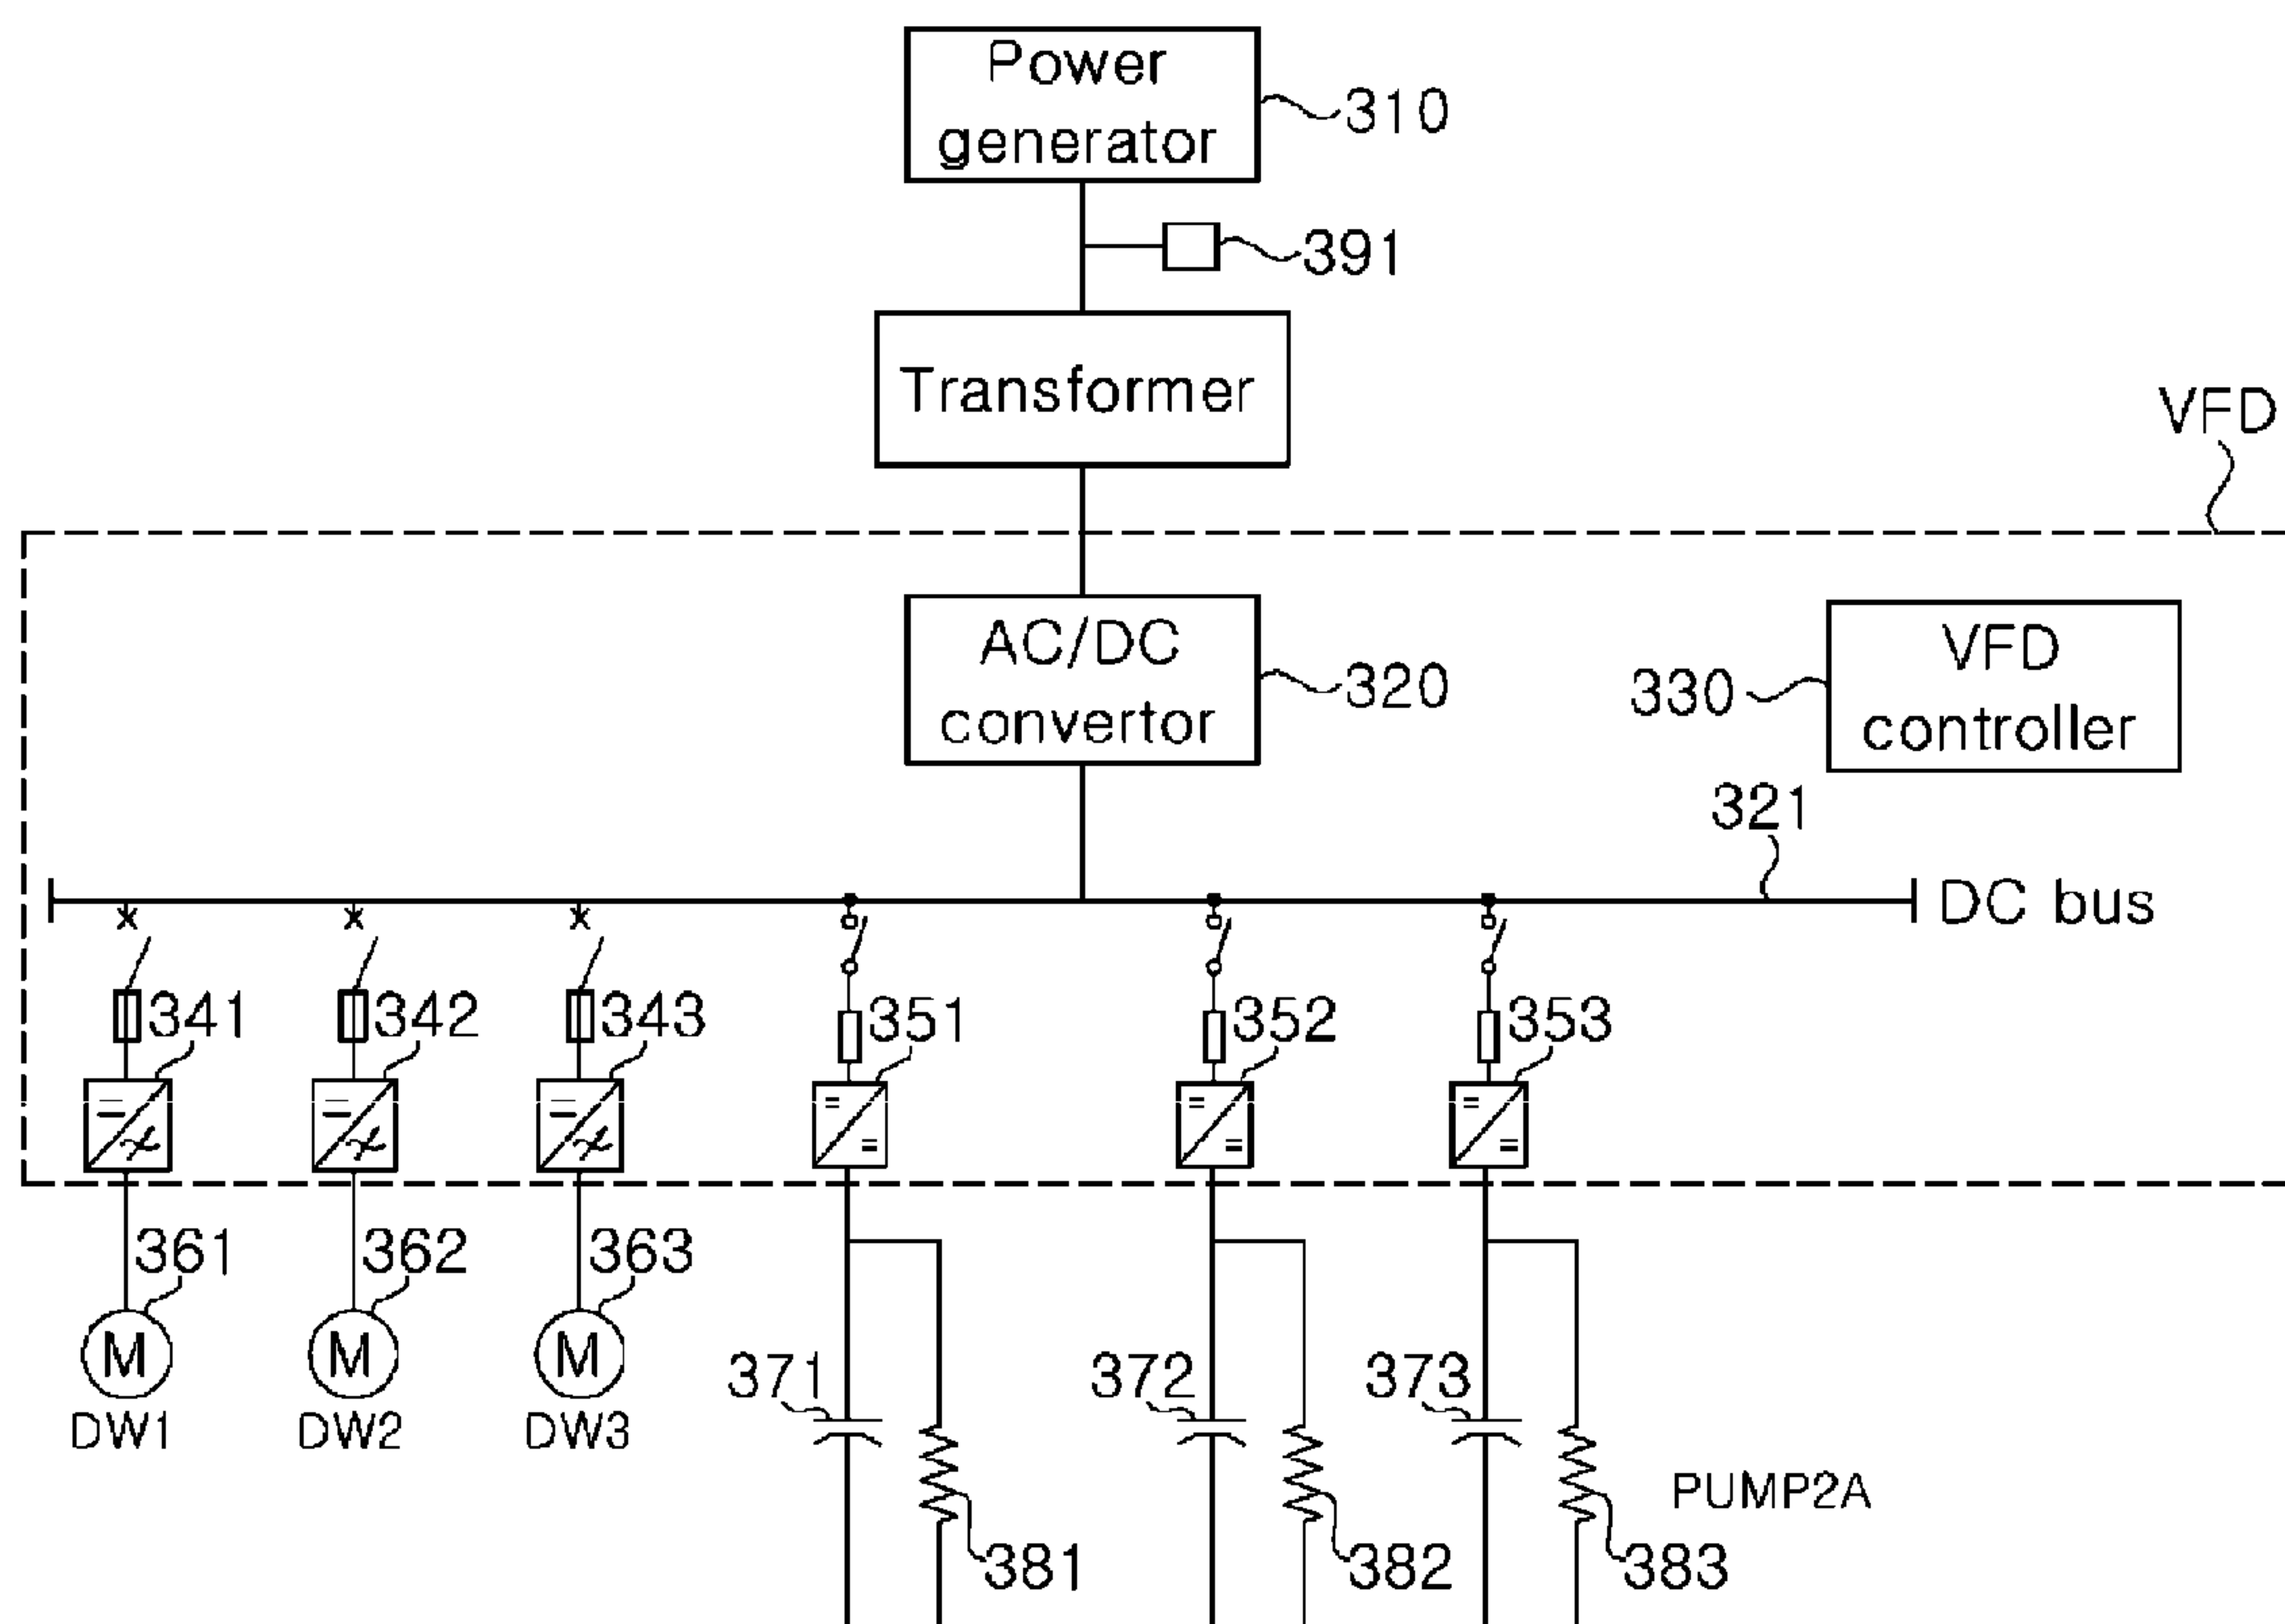 Power
generator
310
391
Transformer
VFD
AC/DC
convertor
320
330
VFD
controller
321
DC bus
341
342
343
351
352
353
361
362
363
M
M
M
DW1
DW2
DW3
371
372
373
PUMP2A
381
382
383